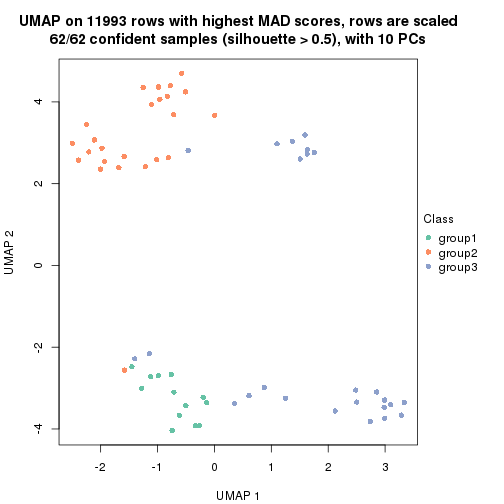 UMAP on 11993 rows with highest MAD scores, rows are scaled
62/62 confident samples (silhouette > 0.5), with 10 PCs
4
2
0
-2
-4
UMAP 2
Class
group1
group2
group3
-2 -1 0 1 2 3
UMAP 1